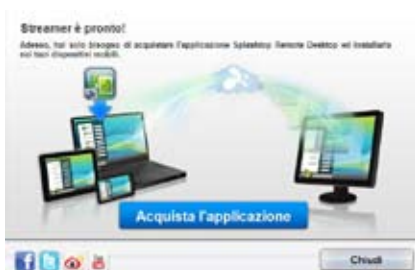 Streamer è pronto!
Adesso, hai solo bisogno di acquistare l'applicazione Splashtop Remote Desktop ed installarla
sui tuoi dispositivi mobili.
Acquista l'applicazione
Chiudi